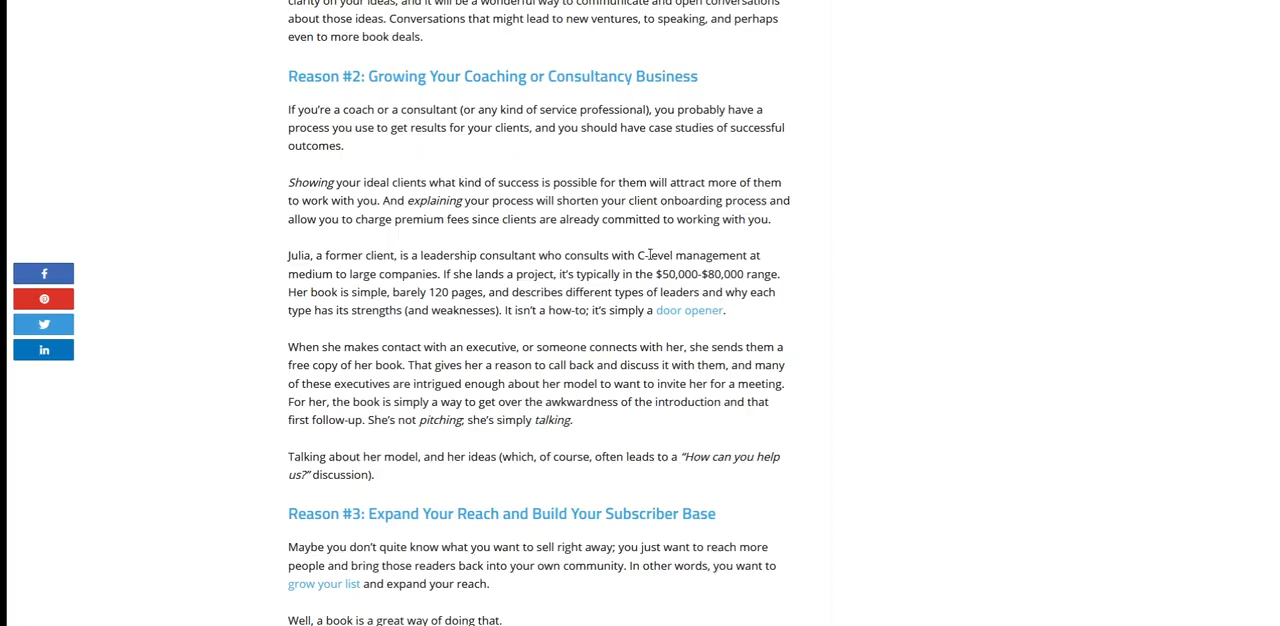 clarity on your ideas, and it will be a wonderful way to communicate and open conversations
about those ideas. Conversations that might lead to new ventures, to speaking, and perhaps
even to more book deals.
Reason #2: Growing Your Coaching or Consultancy Business
If you're a coach or a consultant (or any kind of service professional), you probably have a
process you use to get results for your clients, and you should have case studies of successful
outcomes.
Showing your ideal clients what kind of success is possible for them will attract more of them
to work with you. And explaining your process will shorten your client onboarding process and
allow you to charge premium fees since clients are already committed to working with you.
Julia, a former client, is a leadership consultant who consults with C-level management at
medium to large companies. If she lands a project, it's typically in the $50,000-$80,000 range.
Her book is simple, barely 120 pages, and describes different types of leaders and why each
type has its strengths (and weaknesses). It isn't a how-to; it's simply a door opener.
When she makes contact with an executive, or someone connects with her, she sends them a
free copy of her book. That gives her a reason to call back and discuss it with them, and many
of these executives are intrigued enough about her model to want to invite her for a meeting.
For her, the book is simply a way to get over the awkwardness of the introduction and that
first follow-up. She's not pitching; she's simply talking.
Talking about her model, and her ideas (which, of course, often leads to a “How can you help
us?” discussion).
Reason #3: Expand Your Reach and Build Your Subscriber Base
Maybe you don't quite know what you want to sell right away; you just want to reach more
people and bring those readers back into your own community. In other words, you want to
grow your list and expand your reach.
Well, a book is a great way of doing that.